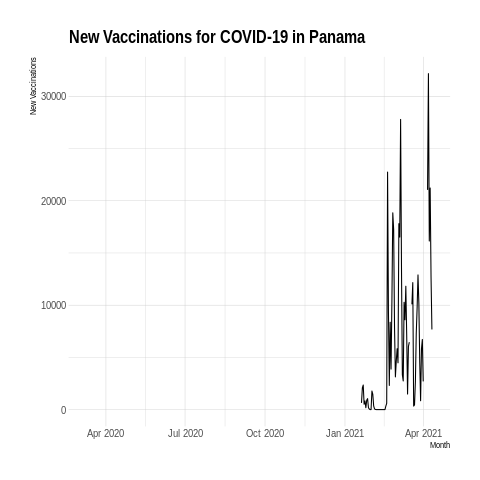 New Vaccinations for COVID-19 in Panama
New Vaccinations
30000
20000
10000
0
Apr 2020
Jul 2020
Oct 2020
Jan 2021
Apr 2021
Month